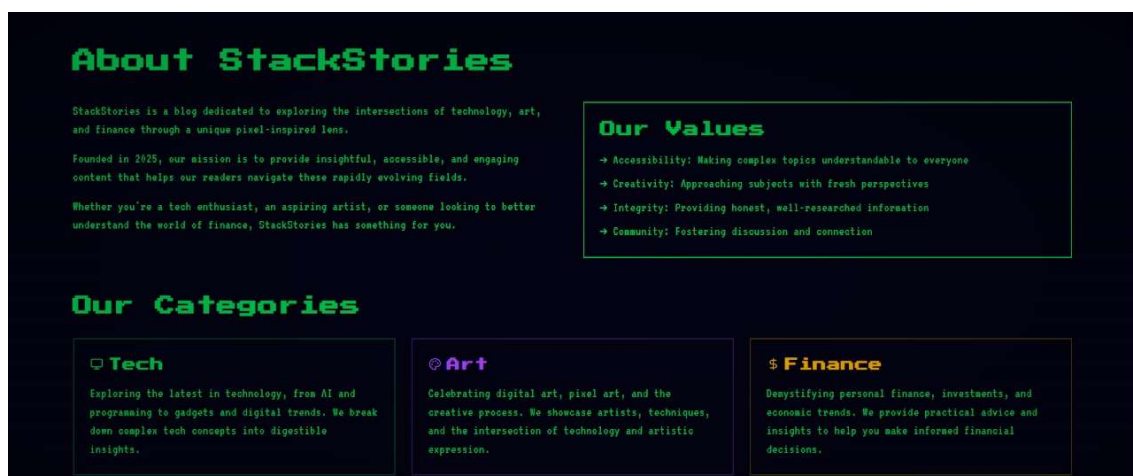 About StackStories
StackStories is a blog dedicated to exploring the intersections of technology, art,
and finance through a unique pixel-inspired lens.
Founded in 2025, our mission is to provide insightful, accessible, and engaging
content that helps our readers navigate these rapidly evolving fields.
Whether you're a tech enthusiast, an aspiring artist, or someone looking to better
understand the world of finance, StackStories has something for you.
Our Values
→ Accessibility: Making complex topics understandable to everyone
→ Creativity: Approaching subjects with fresh perspectives
→ Integrity: Providing honest, well-researched information
→ Community: Fostering discussion and connection
Our Categories
Tech
Exploring the latest in technology, from AI and
programming to gadgets and digital trends. We break
down complex tech concepts into digestible
insights.
Art
Celebrating digital art, pixel art, and the
creative process. We showcase artists, techniques,
and the intersection of technology and artistic
expression.
$ Finance
Demystifying personal finance, investments, and
economic trends. We provide practical advice and
insights to help you make informed financial
decisions.